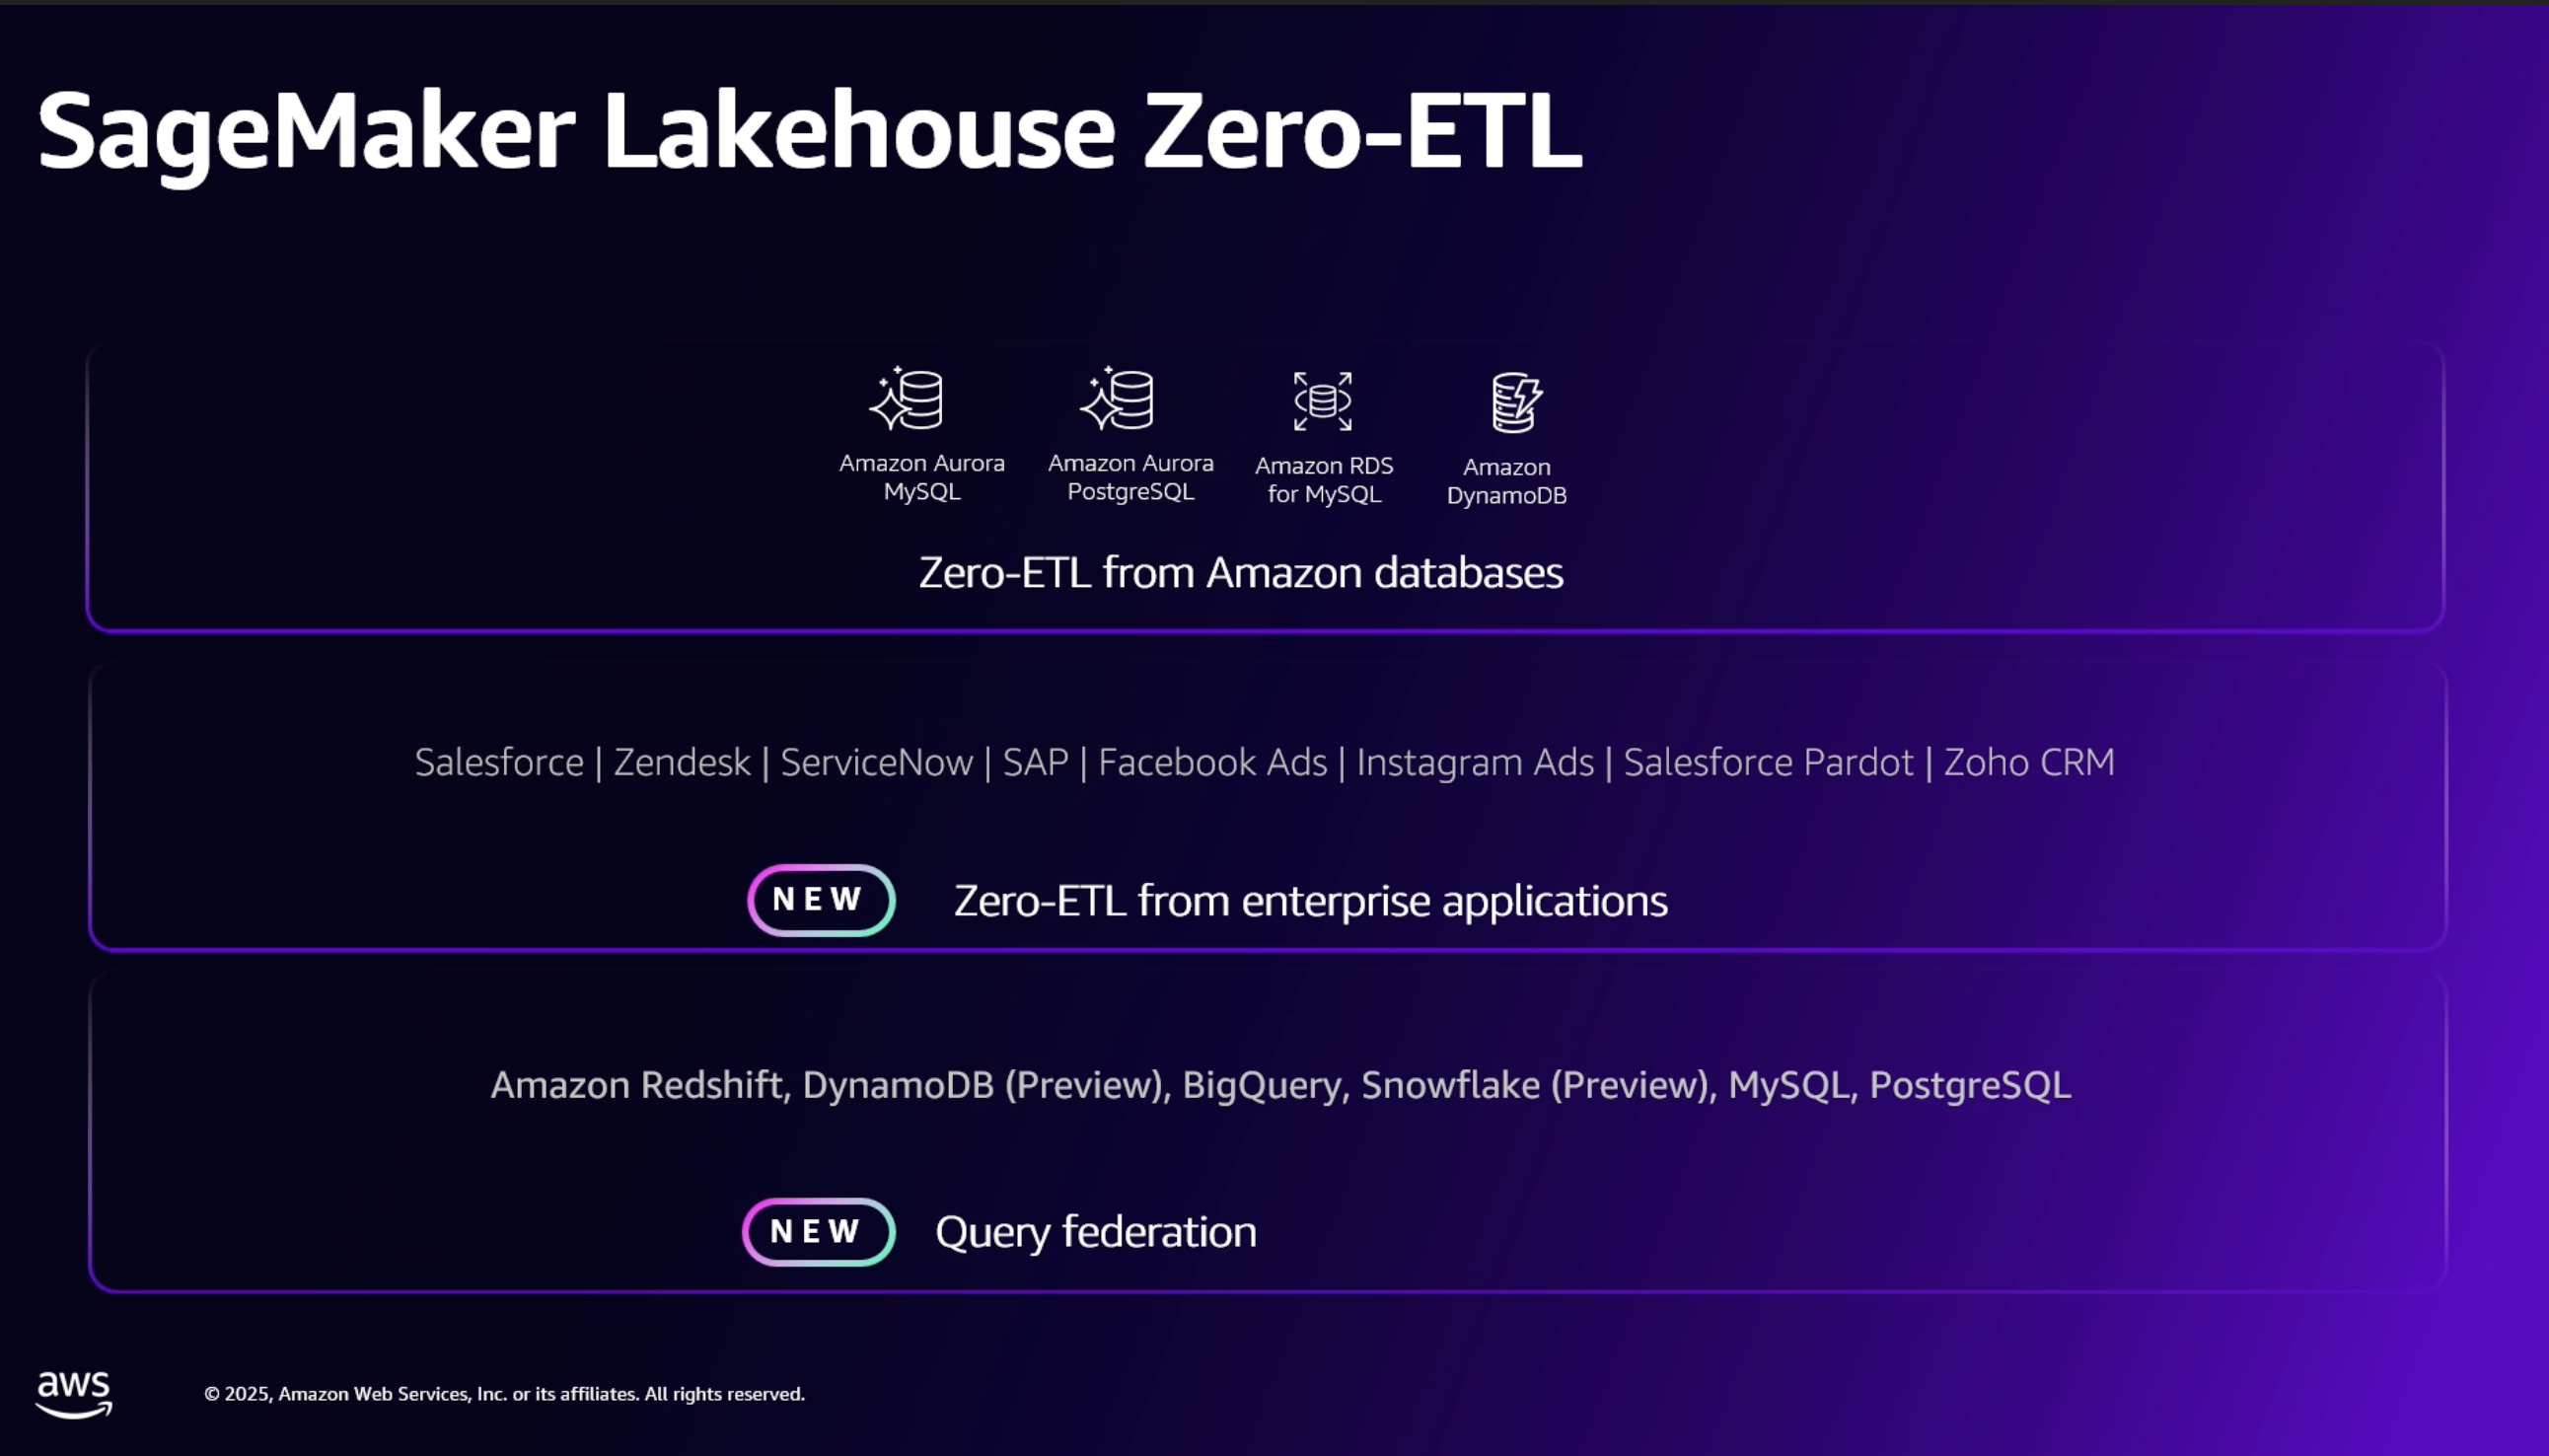 SageMaker Lakehouse Zero-ETL
Amazon Aurora
MySQL
Amazon Aurora
PostgreSQL
Amazon RDS
for MySQL
Amazon
DynamoDB
Zero-ETL from Amazon databases
Salesforce | Zendesk | ServiceNow | SAP | Facebook Ads | Instagram Ads | Salesforce Pardot | Zoho CRM
NEW
Zero-ETL from enterprise applications
Amazon Redshift, DynamoDB (Preview), BigQuery, Snowflake (Preview), MySQL, PostgreSQL
NEW
Query federation
aws
© 2025, Amazon Web Services, Inc. or its affiliates. All rights reserved.